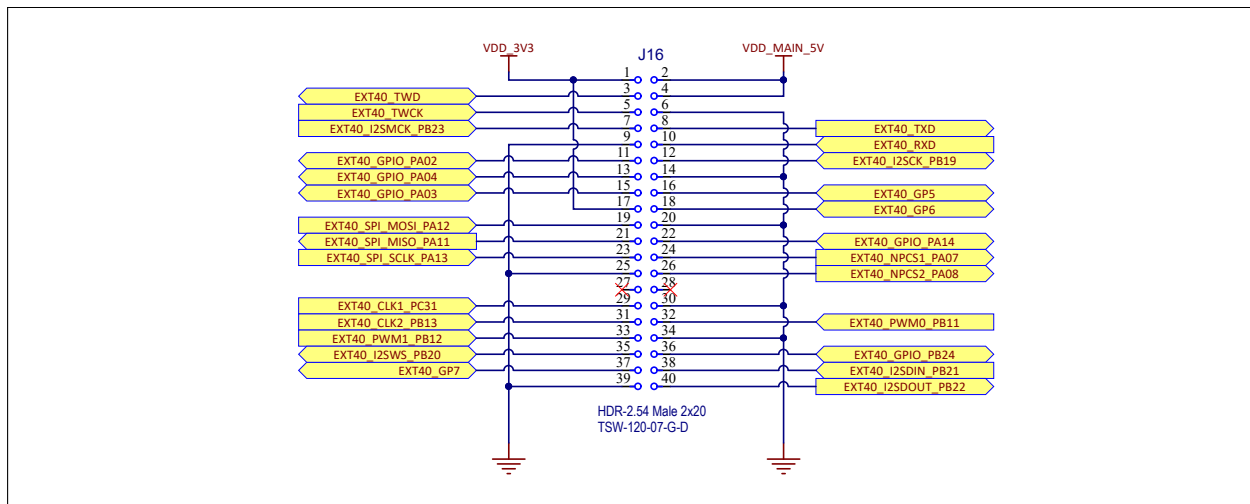 VDD_3V3 VDD_MAIN_5V
J16
1 2
EXT40_TWD 3 4
EXT40_TWCK 5 6
EXT40_I2SMCK_PB23 7 8 EXT40_TXD
9 10 EXT40_RXD
EXT40_GPIO_PA02 11 12 EXT40_I2SCK_PB19
EXT40_GPIO_PA04 13 14
EXT40_GPIO_PA03 15 16 EXT40_GP5
17 18 EXT40_GP6
EXT40_SPI_MOSI_PA12 19 20
EXT40_SPI_MISO_PA11 21 22 EXT40_GPIO_PA14
EXT40_SPI_SCLK_PA13 23 24 EXT40_NPCS1_PA07
25 26 EXT40_NPCS2_PA08
27 28
EXT40_CLK1_PC31 29 30
EXT40_CLK2_PB13 31 32 EXT40_PWM0_PB11
EXT40_PWM1_PB12 33 34
EXT40_I2SWS_PB20 35 36 EXT40_GPIO_PB24
EXT40_GP7 37 38 EXT40_I2SDIN_PB21
39 40 EXT40_I2SDOUT_PB22
HDR-2.54 Male 2x20
TSW-120-07-G-D